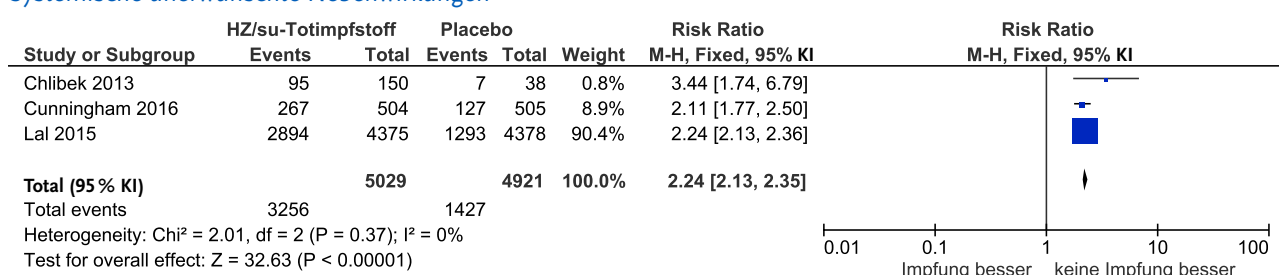 Systemische unerwünschte Nebenwirkungen
HZ/su-Totimpfstoff Placebo Risk Ratio Risk Ratio
Study or Subgroup Events Total Events Total Weight M-H, Fixed, 95% KI M-H, Fixed, 95% KI
Chlibek 2013 95 150 7 38 0.8% 3.44 [1.74, 6.79]
Cunningham 2016 267 504 127 505 8.9% 2.11 [1.77, 2.50]
Lal 2015 2894 4375 1293 4378 90.4% 2.24 [2.13, 2.36]
Total (95 % KI) 5029 4921 100.0% 2.24 [2.13, 2.35]
Total events 3256 1427
Heterogeneity: Chi² = 2.01, df = 2 (P = 0.37); I² = 0%
Test for overall effect: Z = 32.63 (P < 0.00001)
0.01 0.1 1 10 100
Impfung besser keine Impfung besser